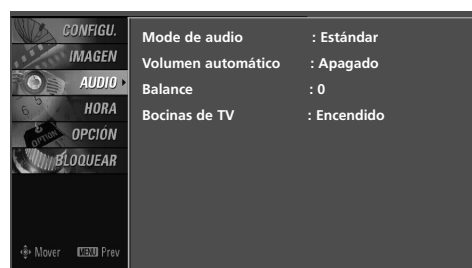 CONFIGU.
IMAGEN
AUDIO
HORA
OPCIÓN
BLOQUEAR
Mover MENU Prev
Mode de audio : Estándar
Volumen automático : Apagado
Balance : 0
Bocinas de TV : Encendido